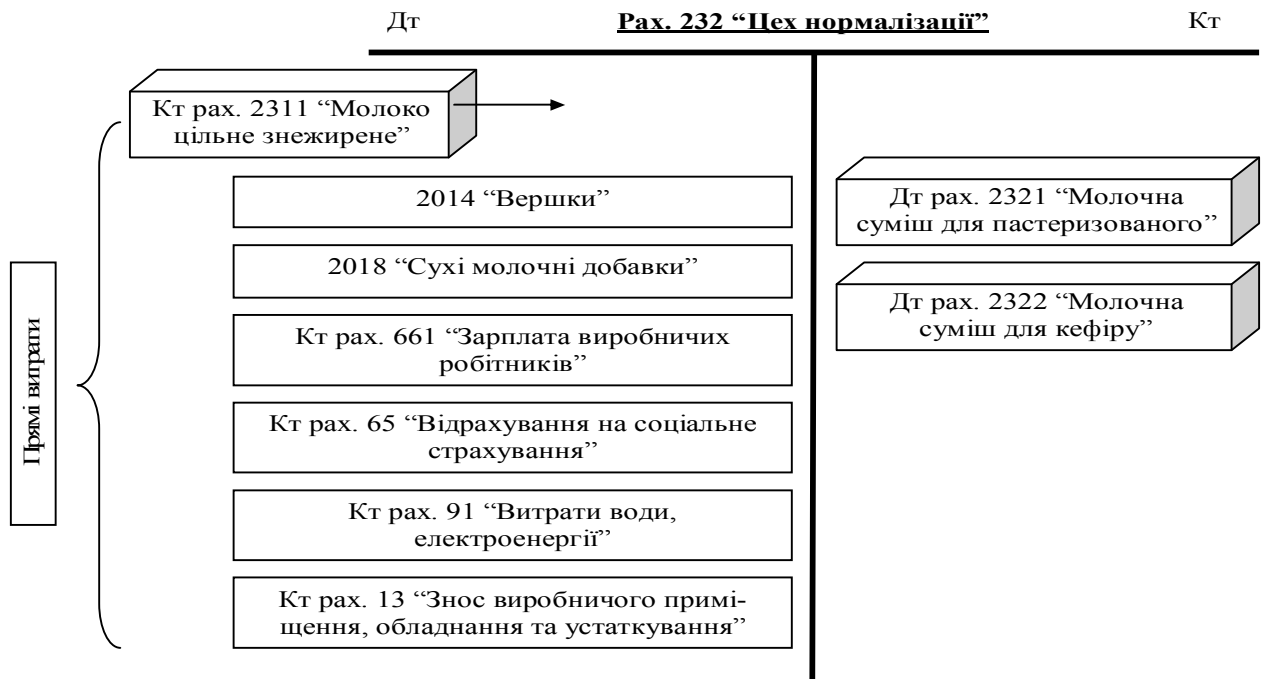 Дт Рах. 232 “Цех нормалізації” Кт
Кт рах. 2311 “Молоко
цільне знежирене”
2014 “Вершки”
2018 “Сухі молочні добавки”
Кт рах. 661 “Зарплата виробничих
робітників”
Кт рах. 65 “Відрахування на соціальне
страхування”
Кт рах. 91 “Витрати води,
електроенергії”
Кт рах. 13 “Знос виробничого примі-
щення, обладнання та устаткування”
Прямі витрати
Дт рах. 2321 “Молочна
суміш для пастеризованого”
Дт рах. 2322 “Молочна
суміш для кефіру”